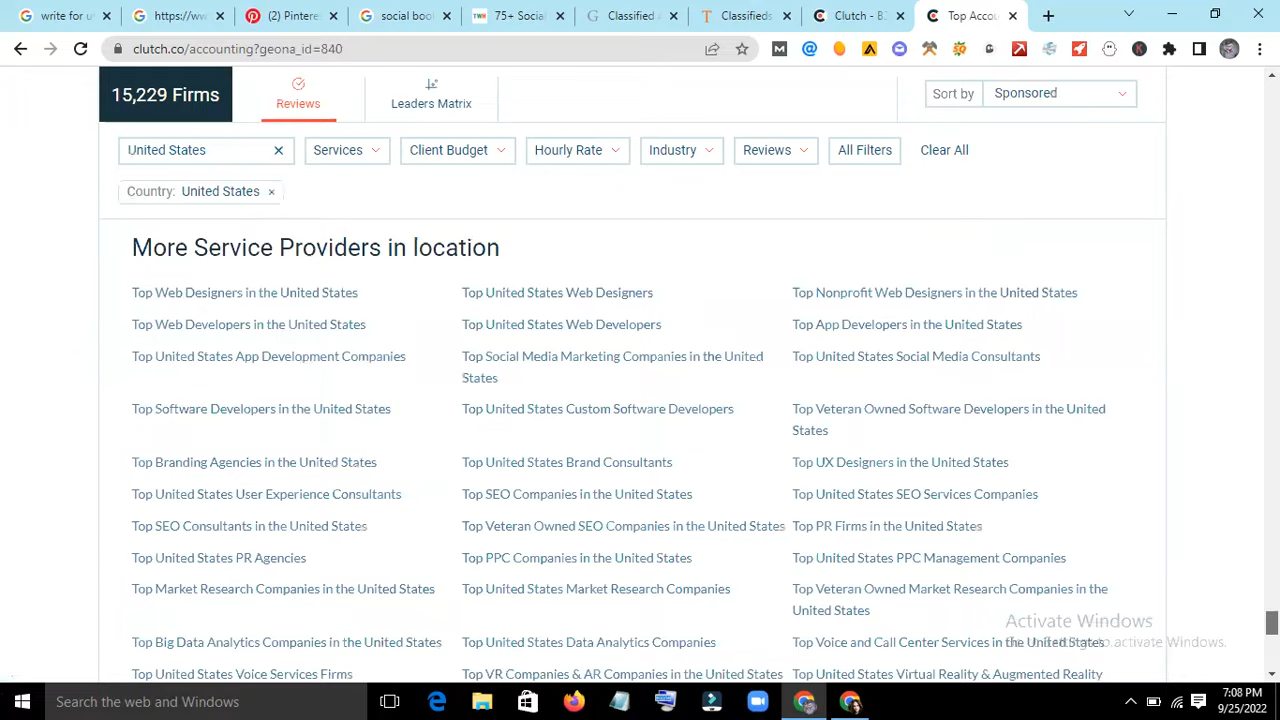 write for u
https://ww
(2) Pintere
social boo
75+ Socia
Classified A
Classifieds
Clutch - B2
Top Accou
clutch.co/accounting?geona_id=840
15,229 Firms
Reviews
Leaders Matrix
Sort by
Sponsored
United States
Services
Client Budget
Hourly Rate
Industry
Reviews
All Filters
Clear All
Country: United States
More Service Providers in location
Top Web Designers in the United States
Top United States Web Designers
Top Nonprofit Web Designers in the United States
Top Web Developers in the United States
Top United States Web Developers
Top App Developers in the United States
Top United States App Development Companies
Top Social Media Marketing Companies in the United
States
Top United States Social Media Consultants
Top Software Developers in the United States
Top United States Custom Software Developers
Top Veteran Owned Software Developers in the United
States
Top Branding Agencies in the United States
Top United States Brand Consultants
Top UX Designers in the United States
Top United States User Experience Consultants
Top SEO Companies in the United States
Top United States SEO Services Companies
Top SEO Consultants in the United States
Top Veteran Owned SEO Companies in the United States
Top PR Firms in the United States
Top United States PR Agencies
Top PPC Companies in the United States
Top United States PPC Management Companies
Top Market Research Companies in the United States
Top United States Market Research Companies
Top Veteran Owned Market Research Companies in the
United States
Top Big Data Analytics Companies in the United States
Top United States Data Analytics Companies
Top Voice and Call Center Services in the United States
Top United States Voice Services Firms
Top VR Companies & AR Companies in the United States
Top United States Virtual Reality & Augmented Reality
Activate Windows
to activate Windows.
Search the web and Windows
7:08 PM
9/25/2022